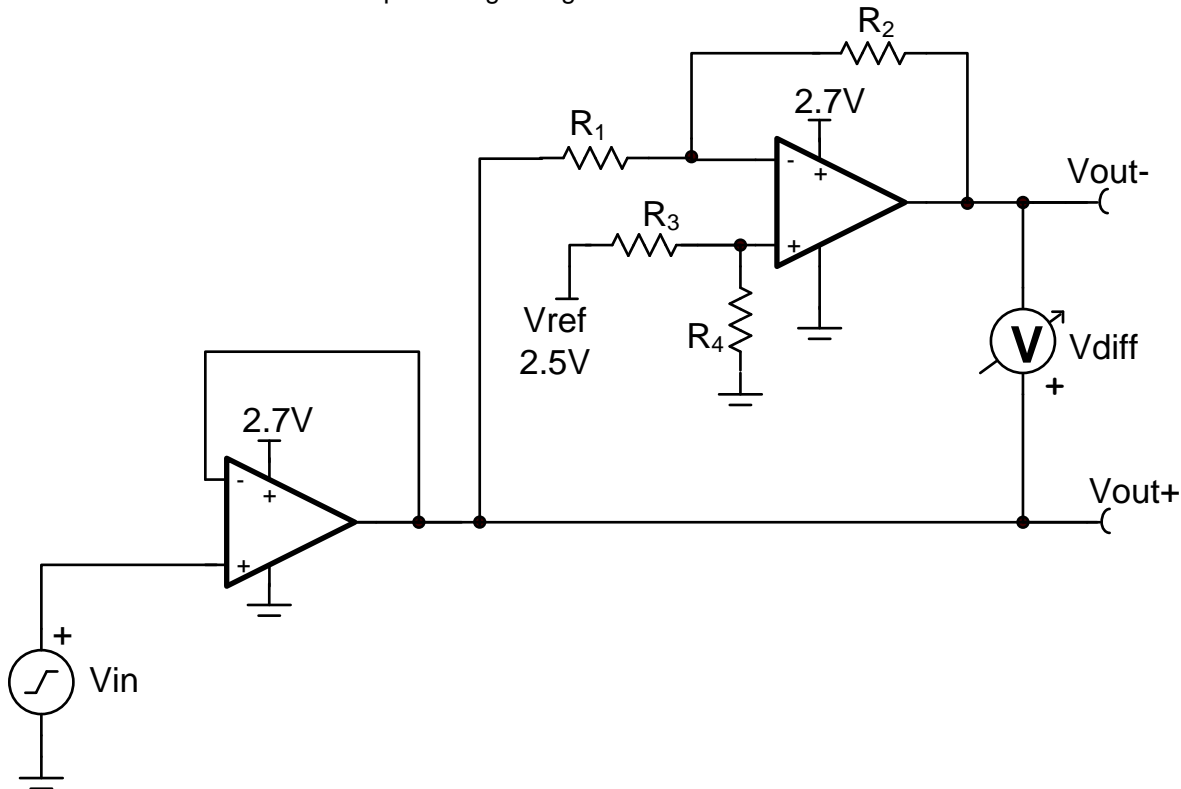 R2
2.7V
R1
Vout-
R3
Vref
2.5V
R4
V
Vdiff
+
2.7V
Vout+
-
+
+
-
+
+
+
Vin